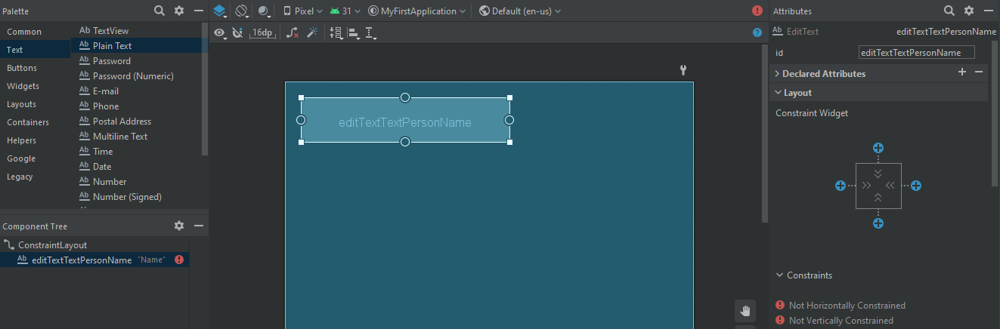 Palette
Common
Text
Buttons
Widgets
Layouts
Containers
Helpers
Google
Legacy
Ab TextView
Ab Plain Text
Ab Password
Ab Password (Numeric)
Ab E-mail
Ab Phone
Ab Postal Address
Ab Multiline Text
Ab Time
Ab Date
Ab Number
Ab Number (Signed)
Component Tree
ConstraintLayout
Ab editTextTextPersonName "Name"
Pixel 31 MyFirstApplication Default (en-us)
16dp
editTextTextPersonName
Attributes
Ab EditText editTextTextPersonName
id editTextTextPersonName
Declared Attributes
Layout
Constraint Widget
Constraints
Not Horizontally Constrained
Not Vertically Constrained